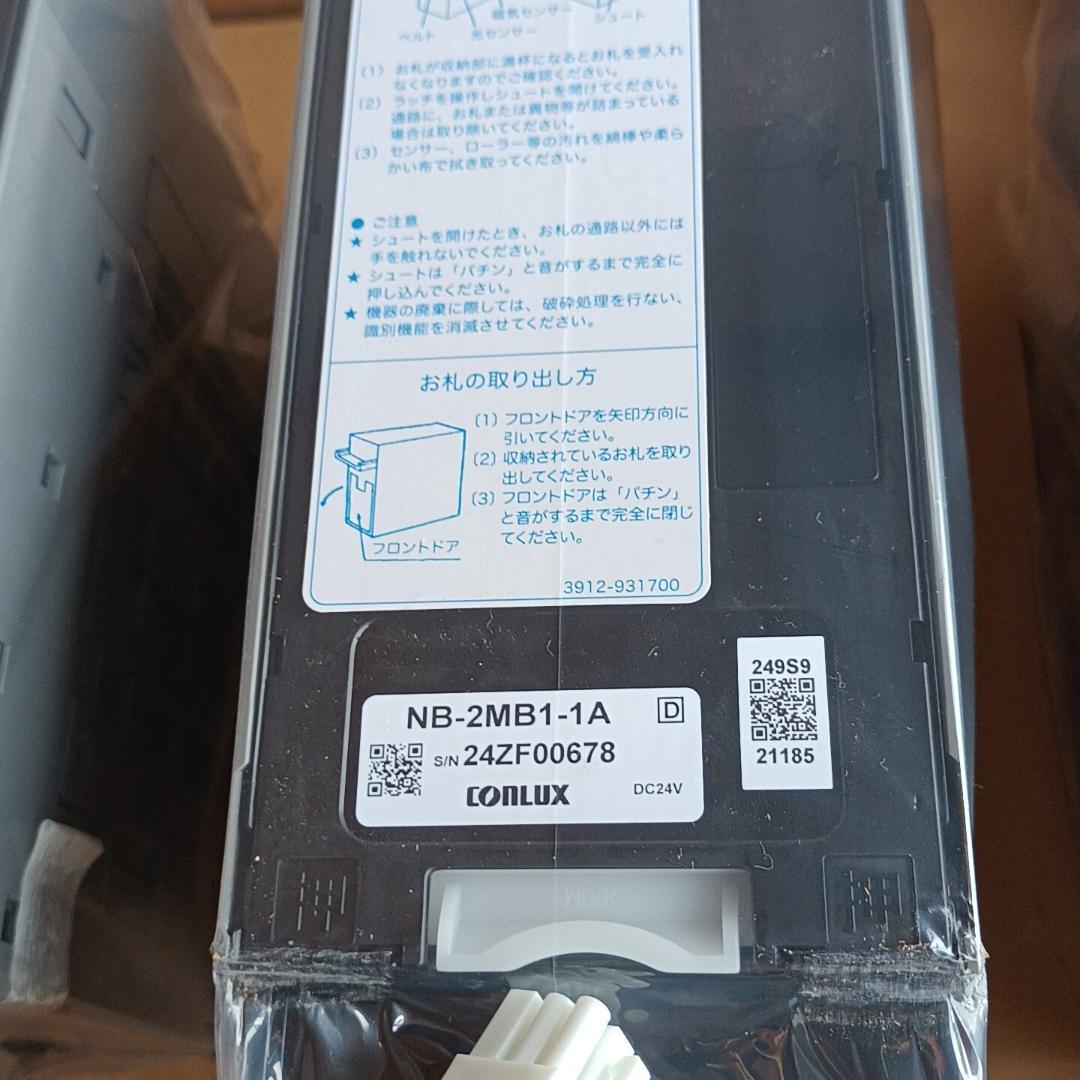 磁気センサー シュート
ベルト 光センサー
(1) お札が収納部に満杯になるとお札を受入れ
なくなりますのでご確認ください。
(2) ラッチを操作しシュートを開けてください。
通路に、お札または異物等が詰まっている
場合は取り除いてください。
(3) センサー、ローラー等の汚れを綿棒や柔ら
かい布で拭き取ってください。
● ご注意
★ シュートを開けたとき、お札の通路以外には
手を触れないでください。
★ シュートは「パチン」と音がするまで完全に
押し込んでください。
★ 機器の廃棄に際しては、破砕処理を行ない、
識別機能を消滅させてください。
お札の取り出し方
(1) フロントドアを矢印方向に
引いてください。
(2) 収納されているお札を取り
出してください。
(3) フロントドアは「パチン」
と音がするまで完全に閉じ
てください。
フロントドア
3912-931700
NB-2MB1-1A D
S/N 24ZF00678
CONLUX DC24V
249S9
21185
>POM<